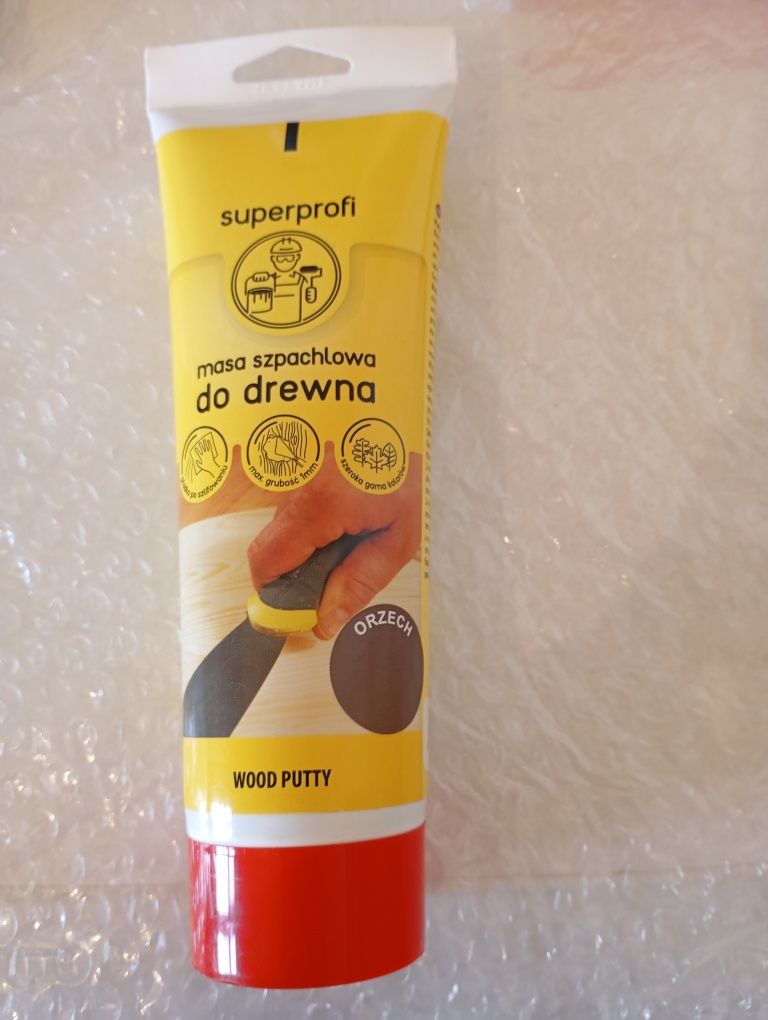 superprofi
masa szpachlowa
do drewna
max grubość 1mm
szeroka gama kolorów
ORZECH
WOOD PUTTY